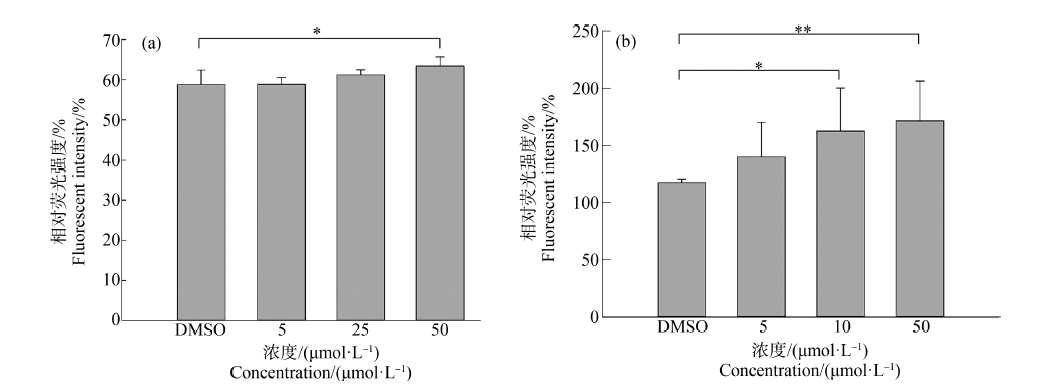 (a)
*
70
60
50
40
30
20
10
0
相对荧光强度/%
Fluorescent intensity/%
DMSO 5 25 50
浓度/(μmol·L⁻¹)
Concentration/(μmol·L⁻¹)
(b)
**
*
250
200
150
100
50
0
相对荧光强度/%
Fluorescent intensity/%
DMSO 5 10 50
浓度/(μmol·L⁻¹)
Concentration/(μmol·L⁻¹)